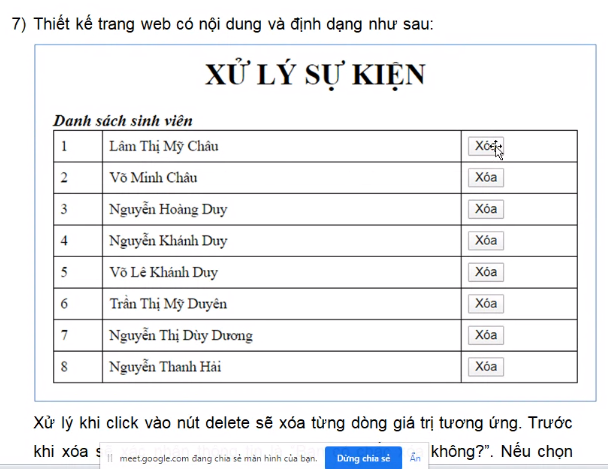 7) Thiết kế trang web có nội dung và định dạng như sau:
XỬ LÝ SỰ KIỆN
Danh sách sinh viên
1 Lâm Thị Mỹ Châu Xóa
2 Võ Minh Châu Xóa
3 Nguyễn Hoàng Duy Xóa
4 Nguyễn Khánh Duy Xóa
5 Võ Lê Khánh Duy Xóa
6 Trần Thị Mỹ Duyên Xóa
7 Nguyễn Thị Dùy Dương Xóa
8 Nguyễn Thanh Hải Xóa
Xử lý khi click vào nút delete sẽ xóa từng dòng giá trị tương ứng. Trước
khi xóa không?". Nếu chọn
meet.google.com đang chia sẻ màn hình của bạn. Dừng chia sẻ Ẩn